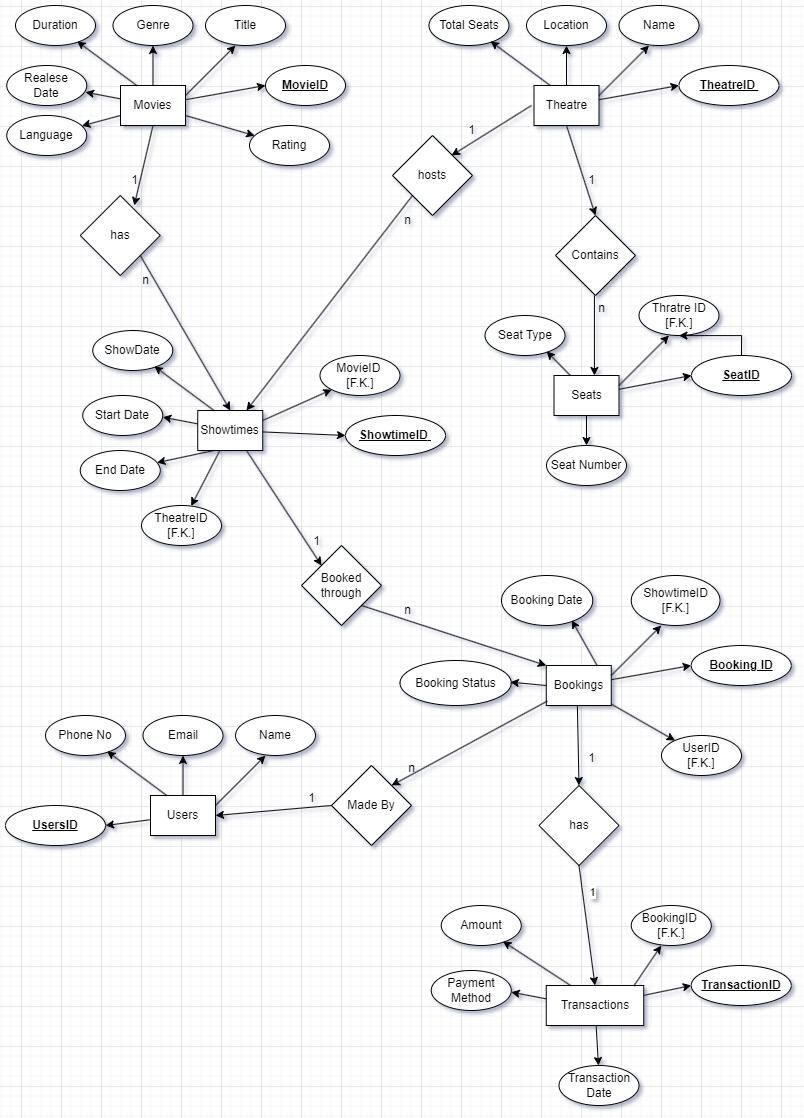 Duration
Genre
Title
Total Seats
Location
Name
Realese
Date
MovieID
TheatreID
Movies
Theatre
Language
Rating
1
hosts
1
1
n
has
Contains
n
n
Thratre ID
[F.K.]
Seat Type
ShowDate
MovieID
[F.K.]
SeatID
Seats
Start Date
Showtimes
ShowtimeID
End Date
Seat Number
TheatreID
[F.K.]
1
Booked
through
Booking Date
ShowtimeID
[F.K.]
n
Booking ID
Booking Status
Bookings
Phone No
Email
Name
UserID
[F.K.]
n
1
1
Made By
Users
UsersID
has
1
Amount
BookingID
[F.K.]
Payment
Method
TransactionID
Transactions
Transaction
Date